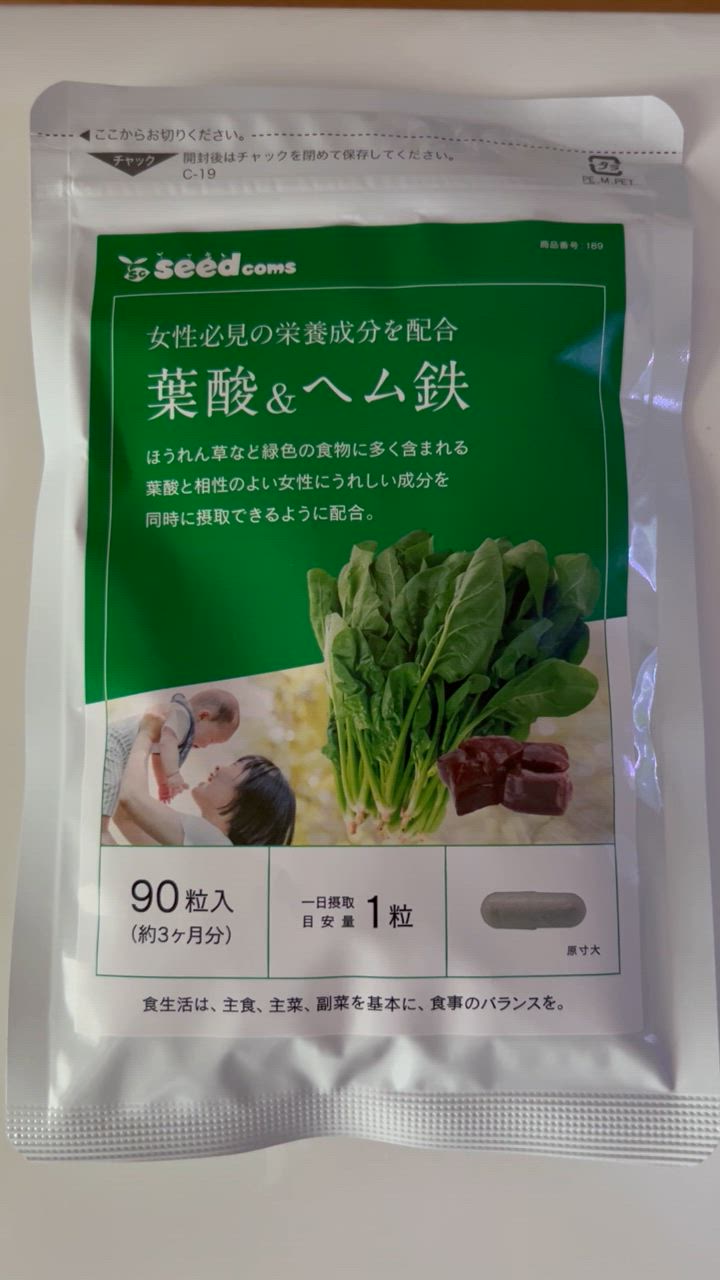 ◀ここからお切りください。
チャック
開封後はチャックを閉めて保存してください。
C-19
プラ
PE.M.PET
seedcoms
商品番号:189
女性必見の栄養成分を配合
葉酸&ヘム鉄
ほうれん草など緑色の食物に多く含まれる
葉酸と相性のよい女性にうれしい成分を
同時に摂取できるように配合。
90粒入
(約3ヶ月分)
一日摂取
目安量
1粒
原寸大
食生活は、主食、主菜、副菜を基本に、食事のバランスを。